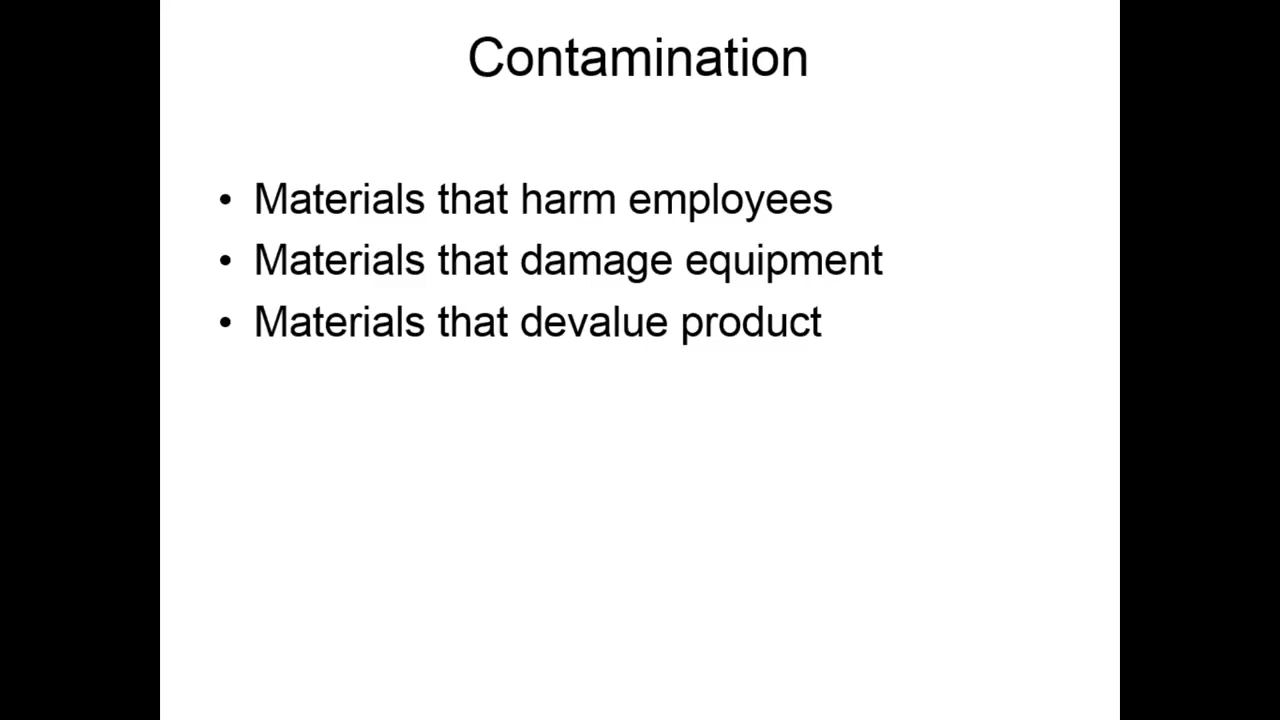 Contamination
• Materials that harm employees
• Materials that damage equipment
• Materials that devalue product